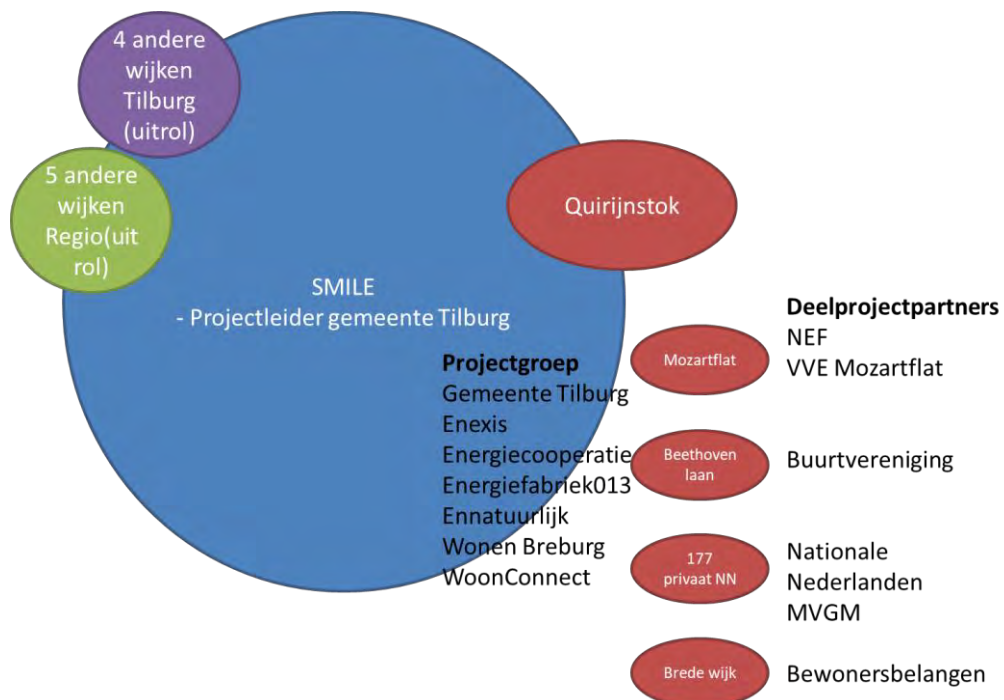 4 andere
wijken
Tilburg
(uitrol)
5 andere
wijken
Regio(uit
rol)
Quirijnstok
SMILE
- Projectleider gemeente Tilburg
Projectgroep
Gemeente Tilburg
Enexis
Energiecooperatie
Energiefabriek013
Ennatuurlijk
Wonen Breburg
WoonConnect
Mozartflat
Beethoven
laan
177
privaat NN
Brede wijk
Deelprojectpartners
NEF
VVE Mozartflat
Buurtvereniging
Nationale
Nederlanden
MVGM
Bewonersbelangen